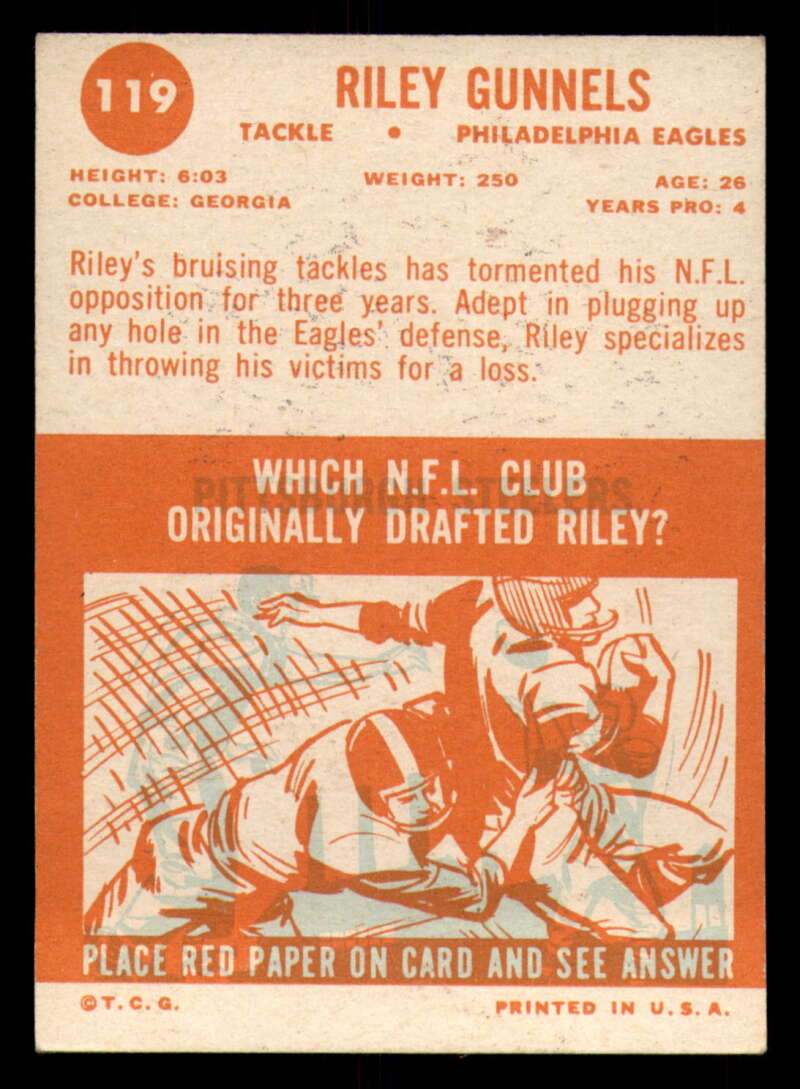 119
RILEY GUNNELS
TACKLE • PHILADELPHIA EAGLES
HEIGHT: 6:03 WEIGHT: 250 AGE: 26
COLLEGE: GEORGIA YEARS PRO: 4
Riley's bruising tackles has tormented his N.F.L.
opposition for three years. Adept in plugging up
any hole in the Eagles' defense, Riley specializes
in throwing his victims for a loss.
WHICH N.F.L. CLUB
PITTSBURGH STEELERS
ORIGINALLY DRAFTED RILEY?
PLACE RED PAPER ON CARD AND SEE ANSWER
©T.C.G. PRINTED IN U.S.A.